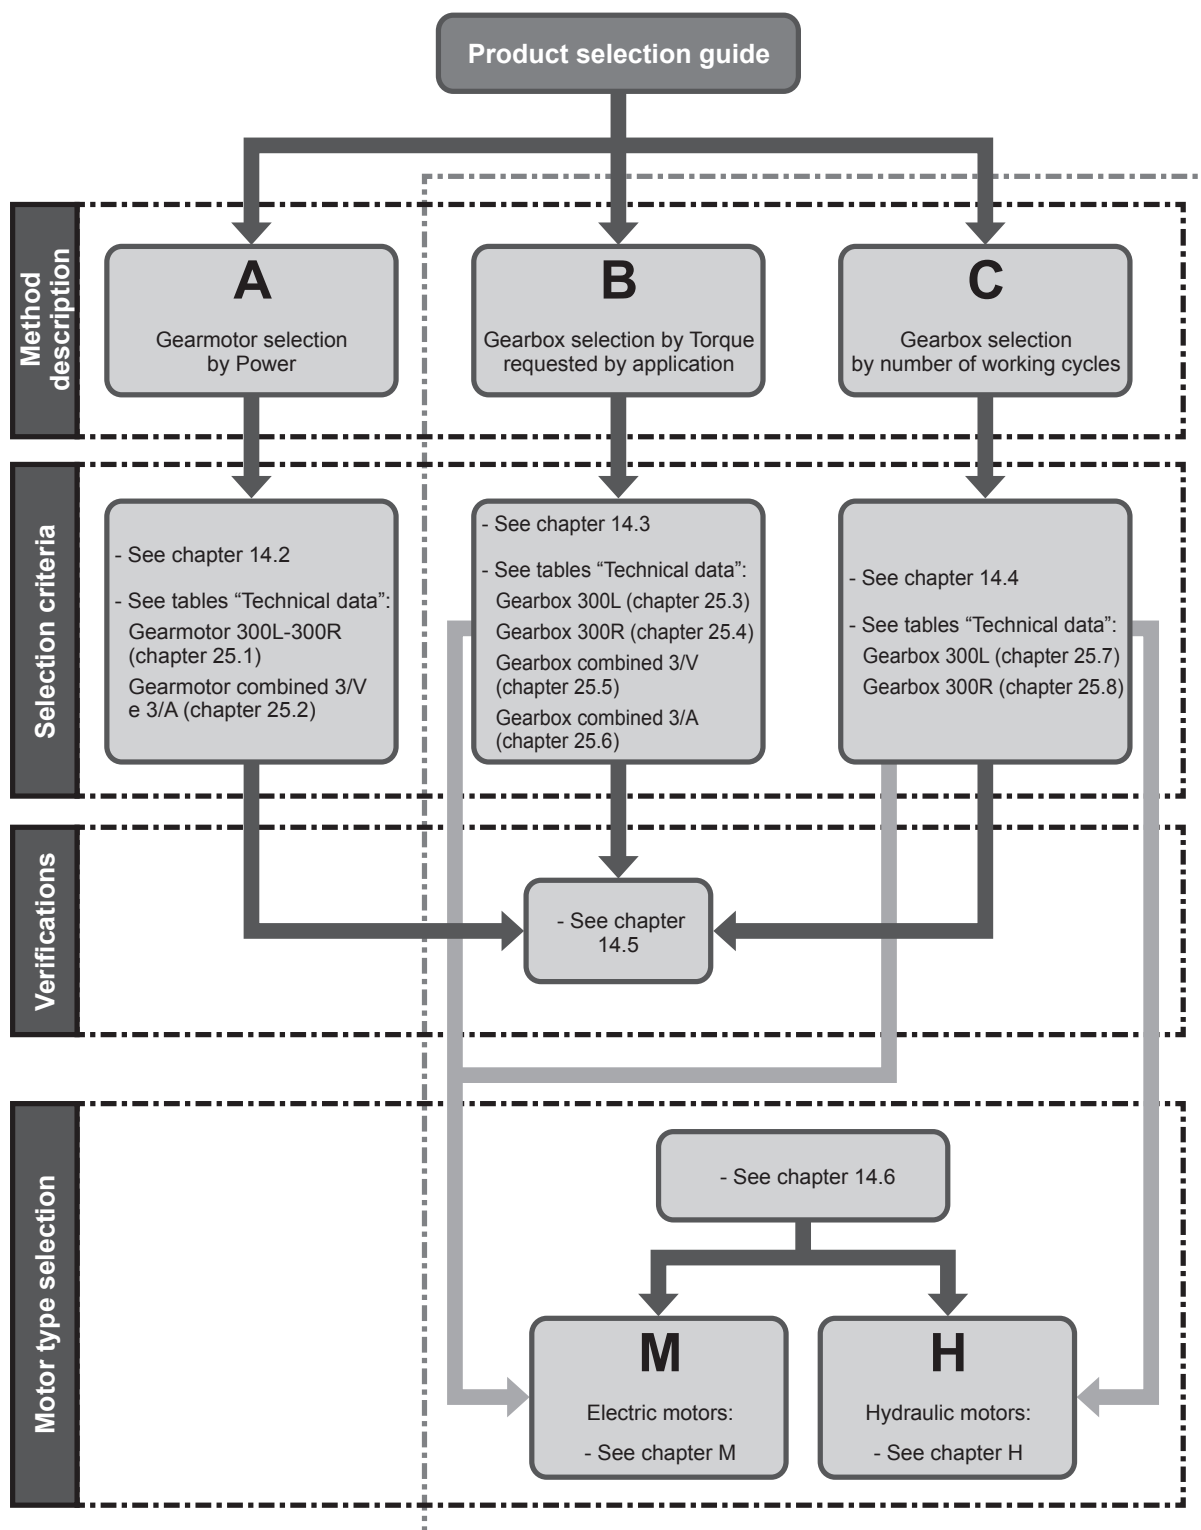 Product selection guide
Method
description
A
Gearmotor selection
by Power
B
Gearbox selection by Torque
requested by application
C
Gearbox selection
by number of working cycles
Selection criteria
- See chapter 14.2
- See tables “Technical data”:
Gearmotor 300L-300R
(chapter 25.1)
Gearmotor combined 3/V
e 3/A (chapter 25.2)
- See chapter 14.3
- See tables “Technical data”:
Gearbox 300L (chapter 25.3)
Gearbox 300R (chapter 25.4)
Gearbox combined 3/V
(chapter 25.5)
Gearbox combined 3/A
(chapter 25.6)
- See chapter 14.4
- See tables “Technical data”:
Gearbox 300L (chapter 25.7)
Gearbox 300R (chapter 25.8)
Verifications
- See chapter
14.5
Motor type selection
- See chapter 14.6
M
Electric motors:
- See chapter M
H
Hydraulic motors:
- See chapter H